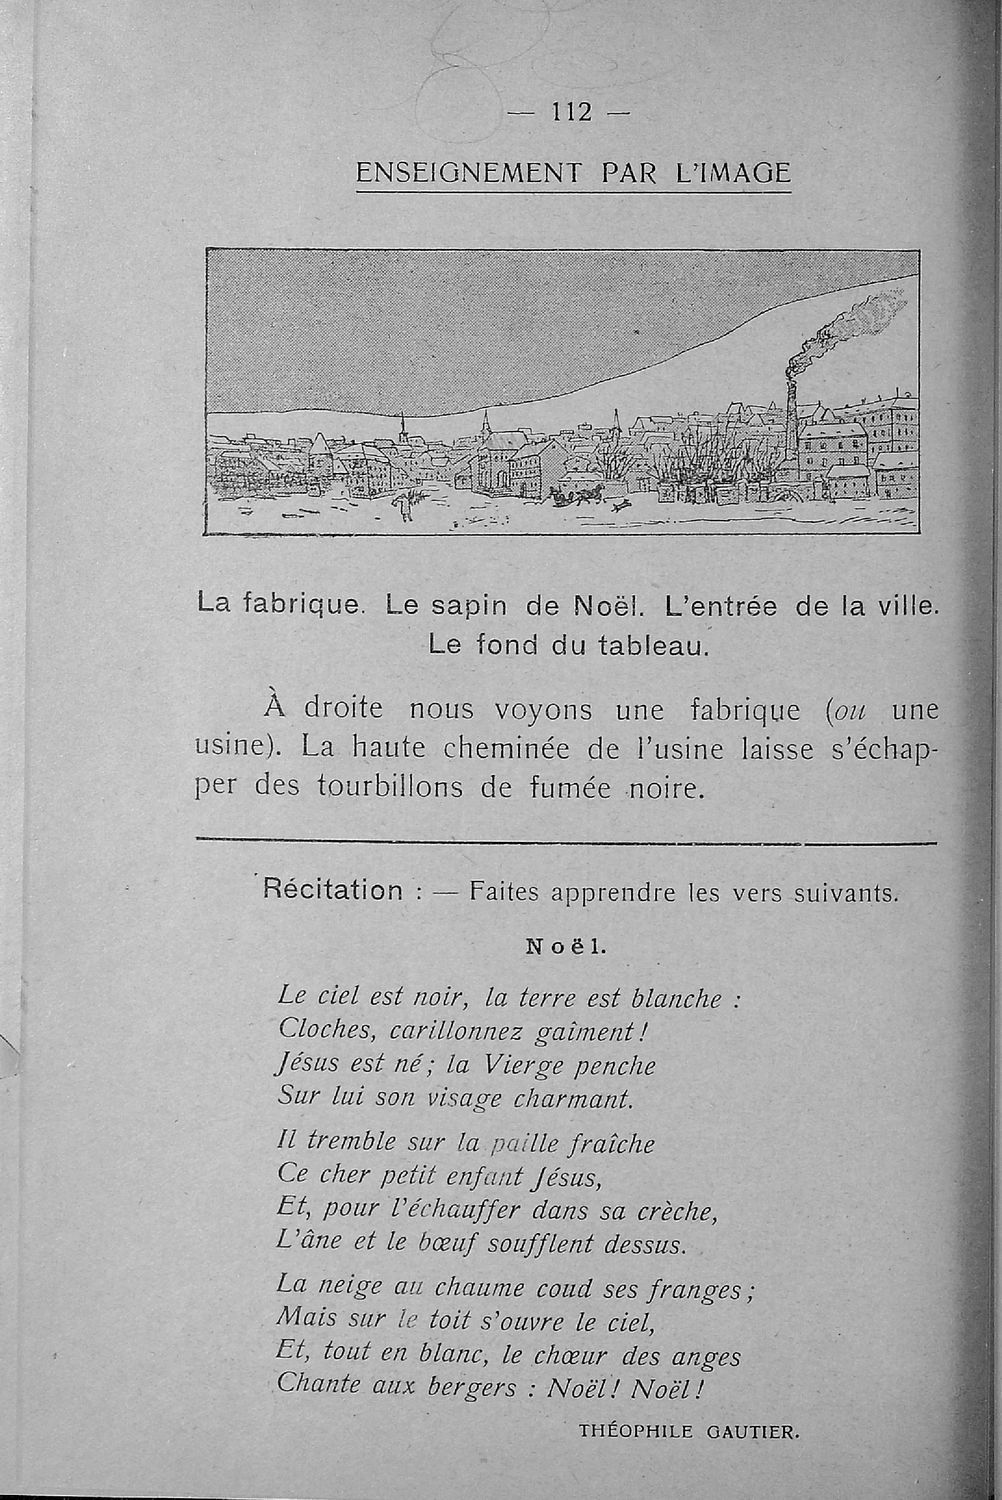 — 112 —
ENSEIGNEMENT PAR L'IMAGE
La fabrique. Le sapin de Noël. L'entrée de la ville.
Le fond du tableau.
À droite nous voyons une fabrique (ou une
usine). La haute cheminée de l'usine laisse s'échap-
per des tourbillons de fumée noire.
Récitation : — Faites apprendre les vers suivants.
Noël.
Le ciel est noir, la terre est blanche :
Cloches, carillonnez gaîment !
Jésus est né ; la Vierge penche
Sur lui son visage charmant.
Il tremble sur la paille fraîche
Ce cher petit enfant Jésus,
Et, pour l'échauffer dans sa crèche,
L'âne et le bœuf soufflent dessus.
La neige au chaume coud ses franges ;
Mais sur le toit s'ouvre le ciel,
Et, tout en blanc, le chœur des anges
Chante aux bergers : Noël ! Noël !
THÉOPHILE GAUTIER.